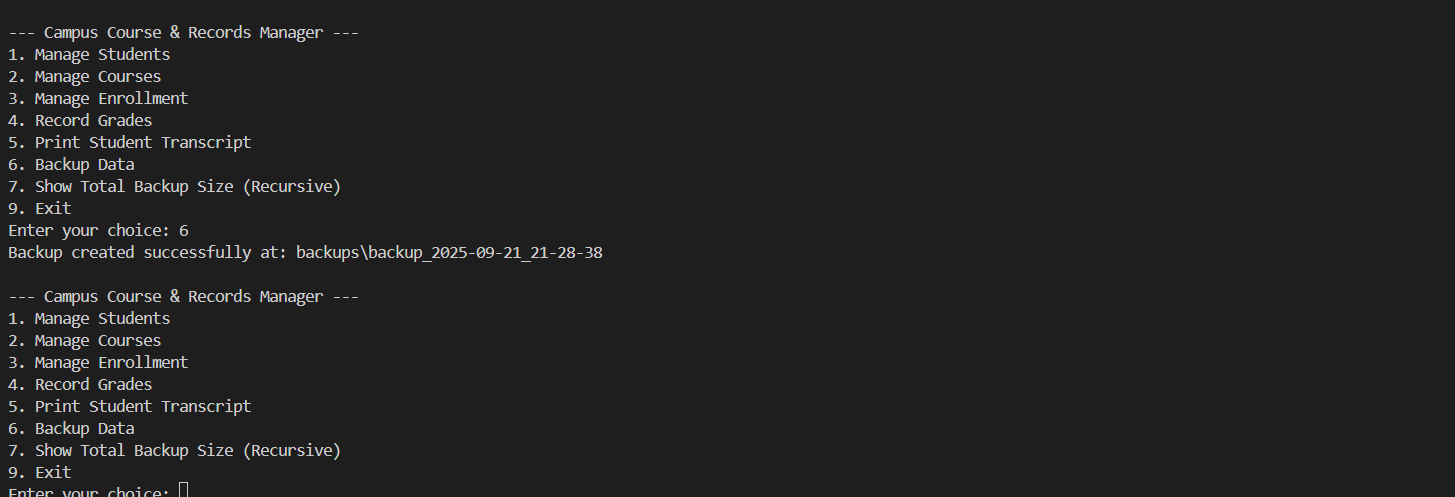 --- Campus Course & Records Manager ---
1. Manage Students
2. Manage Courses
3. Manage Enrollment
4. Record Grades
5. Print Student Transcript
6. Backup Data
7. Show Total Backup Size (Recursive)
9. Exit
Enter your choice: 6
Backup created successfully at: backups\backup_2025-09-21_21-28-38
--- Campus Course & Records Manager ---
1. Manage Students
2. Manage Courses
3. Manage Enrollment
4. Record Grades
5. Print Student Transcript
6. Backup Data
7. Show Total Backup Size (Recursive)
9. Exit
Enter your choice: